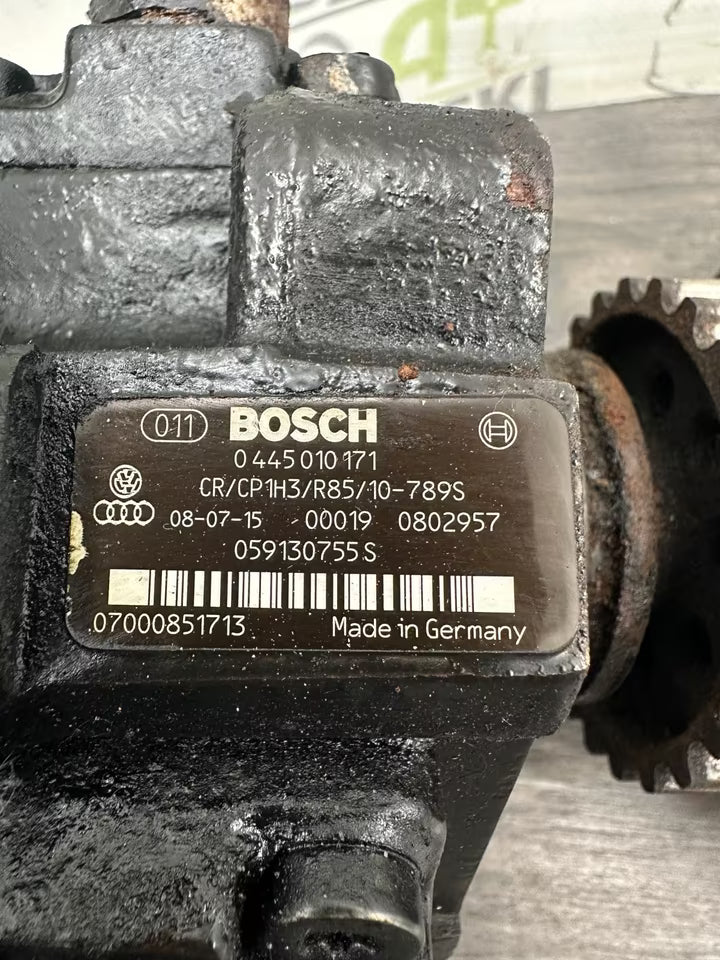 011 BOSCH
0 445 010 171
CR/CP1H3/R85/10-789S
08-07-15 00019 0802957
059130755S
07000851713 Made in Germany